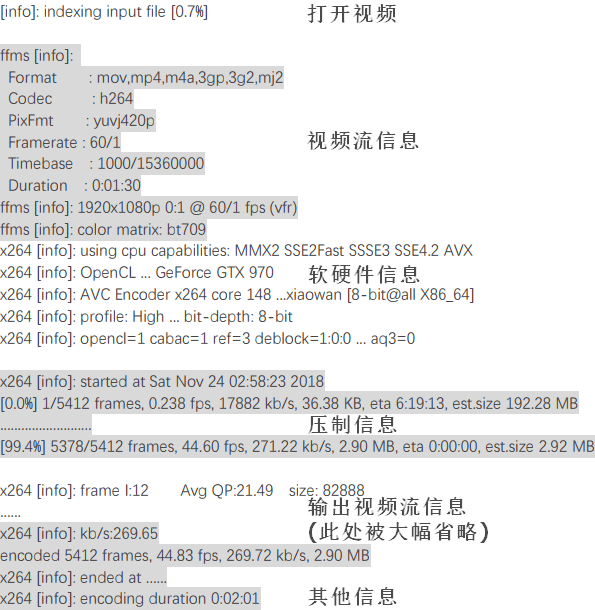 [info]: indexing input file [0.7%]
打开视频
ffms [info]:
Format : mov,mp4,m4a,3gp,3g2,mj2
Codec : h264
PixFmt : yuvj420p
Framerate : 60/1
视频流信息
Timebase : 1000/15360000
Duration : 0:01:30
ffms [info]: 1920x1080p 0:1 @ 60/1 fps (vfr)
ffms [info]: color matrix: bt709
x264 [info]: using cpu capabilities: MMX2 SSE2Fast SSSE3 SSE4.2 AVX
x264 [info]: OpenCL ... GeForce GTX 970
软硬件信息
x264 [info]: AVC Encoder x264 core 148 ...xiaowan [8-bit@all X86_64]
x264 [info]: profile: High ... bit-depth: 8-bit
x264 [info]: opencl=1 cabac=1 ref=3 deblock=1:0:0 ... aq3=0
x264 [info]: started at Sat Nov 24 02:58:23 2018
[0.0%] 1/5412 frames, 0.238 fps, 17882 kb/s, 36.38 KB, eta 6:19:13, est.size 192.28 MB
..........................
压制信息
[99.4%] 5378/5412 frames, 44.60 fps, 271.22 kb/s, 2.90 MB, eta 0:00:00, est.size 2.92 MB
x264 [info]: frame I:12 Avg QP:21.49 size: 82888
......
输出视频流信息
(此处被大幅省略)
x264 [info]: kb/s:269.65
encoded 5412 frames, 44.83 fps, 269.72 kb/s, 2.90 MB
x264 [info]: ended at ......
x264 [info]: encoding duration 0:02:01
其他信息